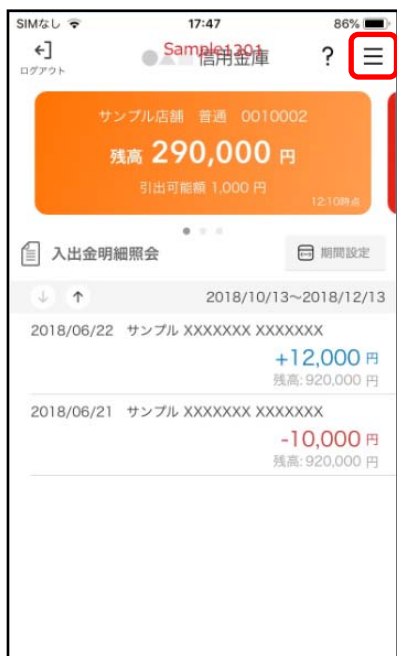 SIMなし 17:47 86%
ログアウト
●▲■信用金庫 ?
Sample1201
サンプル店舗 普通 0010002
残高 290,000 円
引出可能額 1,000 円
12:10時点
入出金明細照会 期間設定
↓ ↑ 2018/10/13~2018/12/13
2018/06/22 サンプル XXXXXXX XXXXXXX
+12,000 円
残高: 920,000 円
2018/06/21 サンプル XXXXXXX XXXXXXX
-10,000 円
残高: 920,000 円